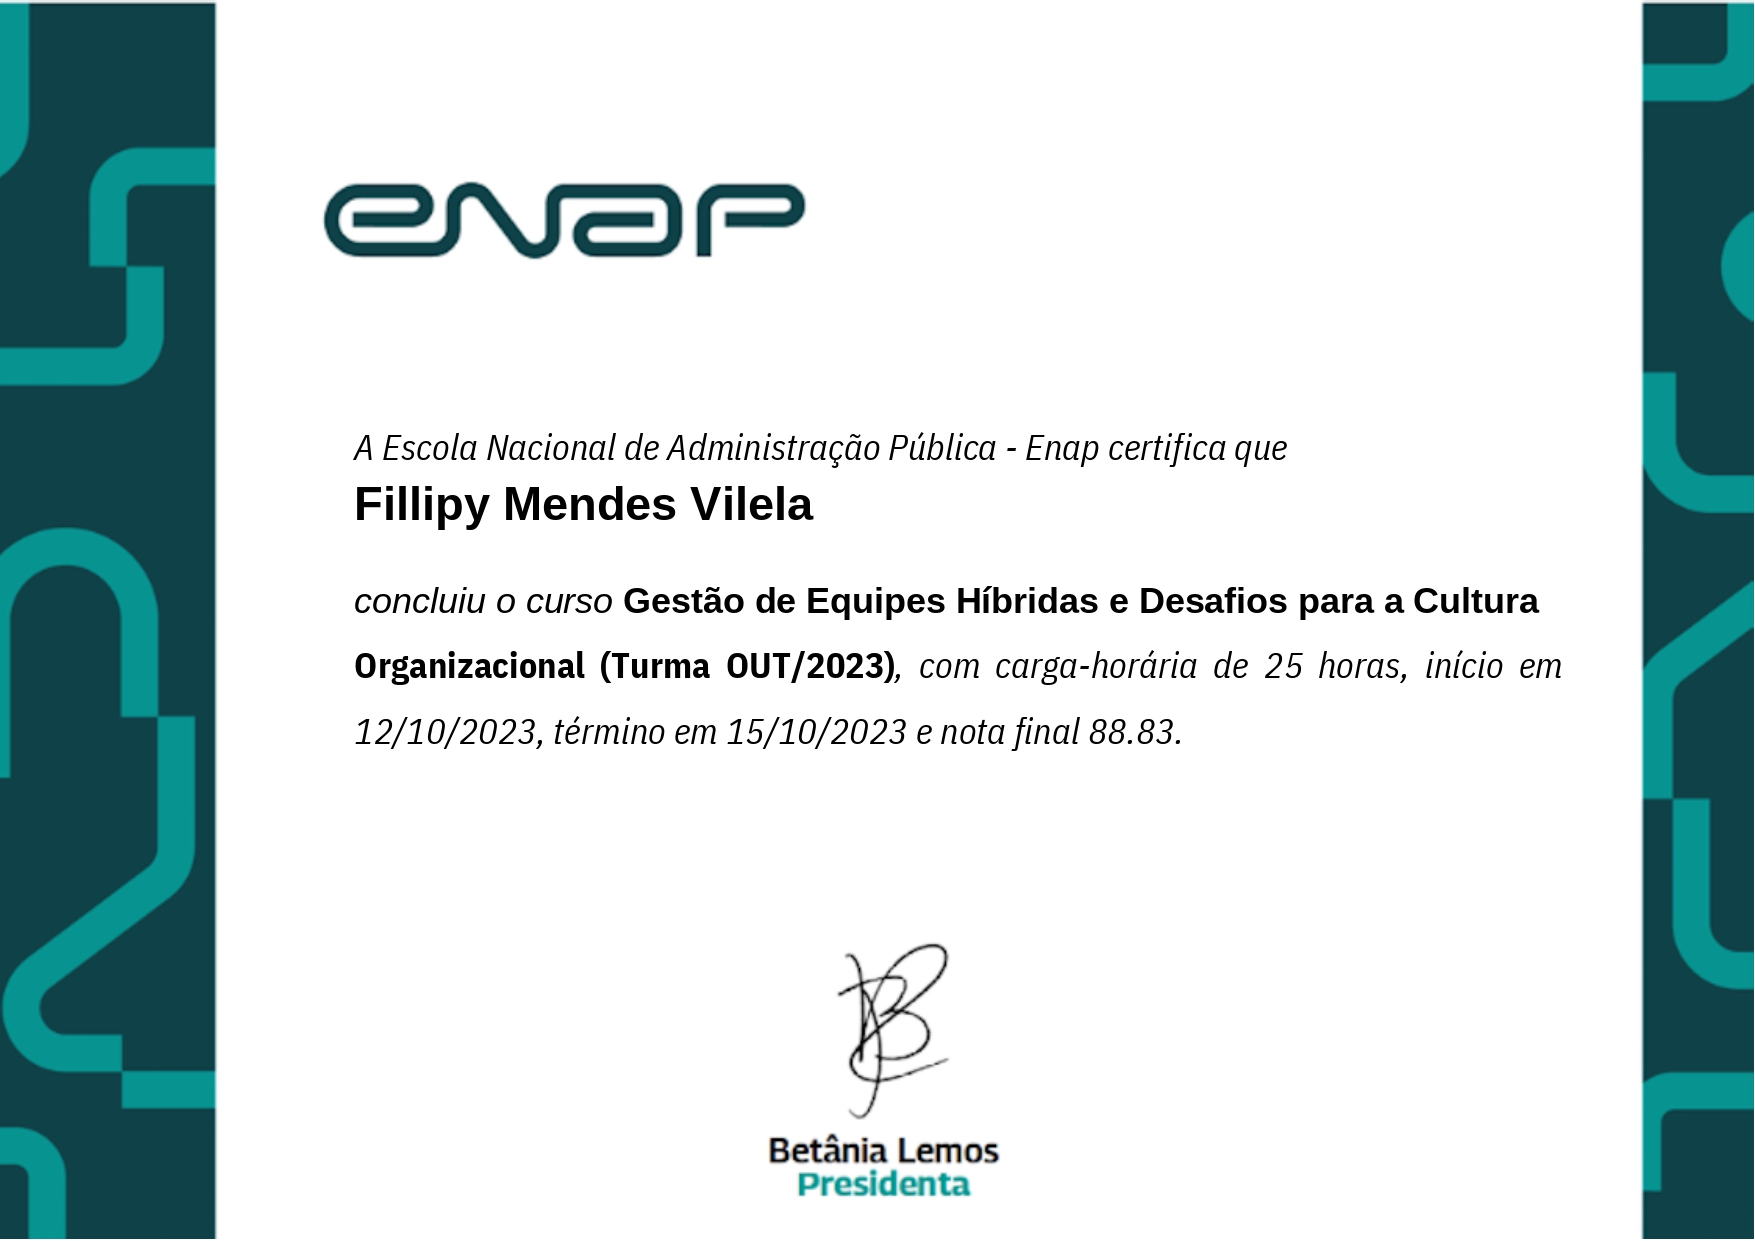 enap
A Escola Nacional de Administração Pública - Enap certifica que
Fillipy Mendes Vilela
concluiu o curso Gestão de Equipes Híbridas e Desafios para a Cultura
Organizacional (Turma OUT/2023), com carga-horária de 25 horas, início em
12/10/2023, término em 15/10/2023 e nota final 88.83.
Betânia Lemos
Presidenta